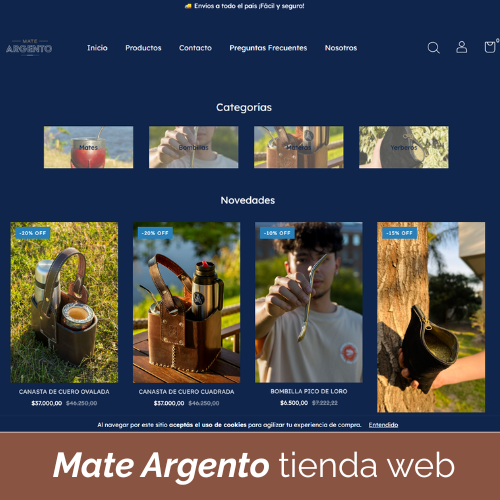 🚚 Envíos a todo el país ¡Fácil y seguro!
MATE
ARGENTO
Inicio Productos Contacto Preguntas Frecuentes Nosotros
0
Categorías
Mates Bombillas Materos Yerberos
Novedades
-20% OFF -20% OFF -10% OFF -15% OFF
CANASTA DE CUERO OVALADA CANASTA DE CUERO CUADRADA BOMBILLA PICO DE LORO
$37.000,00 $46.250,00 $37.000,00 $46.250,00 $6.500,00 $7.222,22
Al navegar por este sitio aceptás el uso de cookies para agilizar tu experiencia de compra. Entendido
Mate Argento tienda web